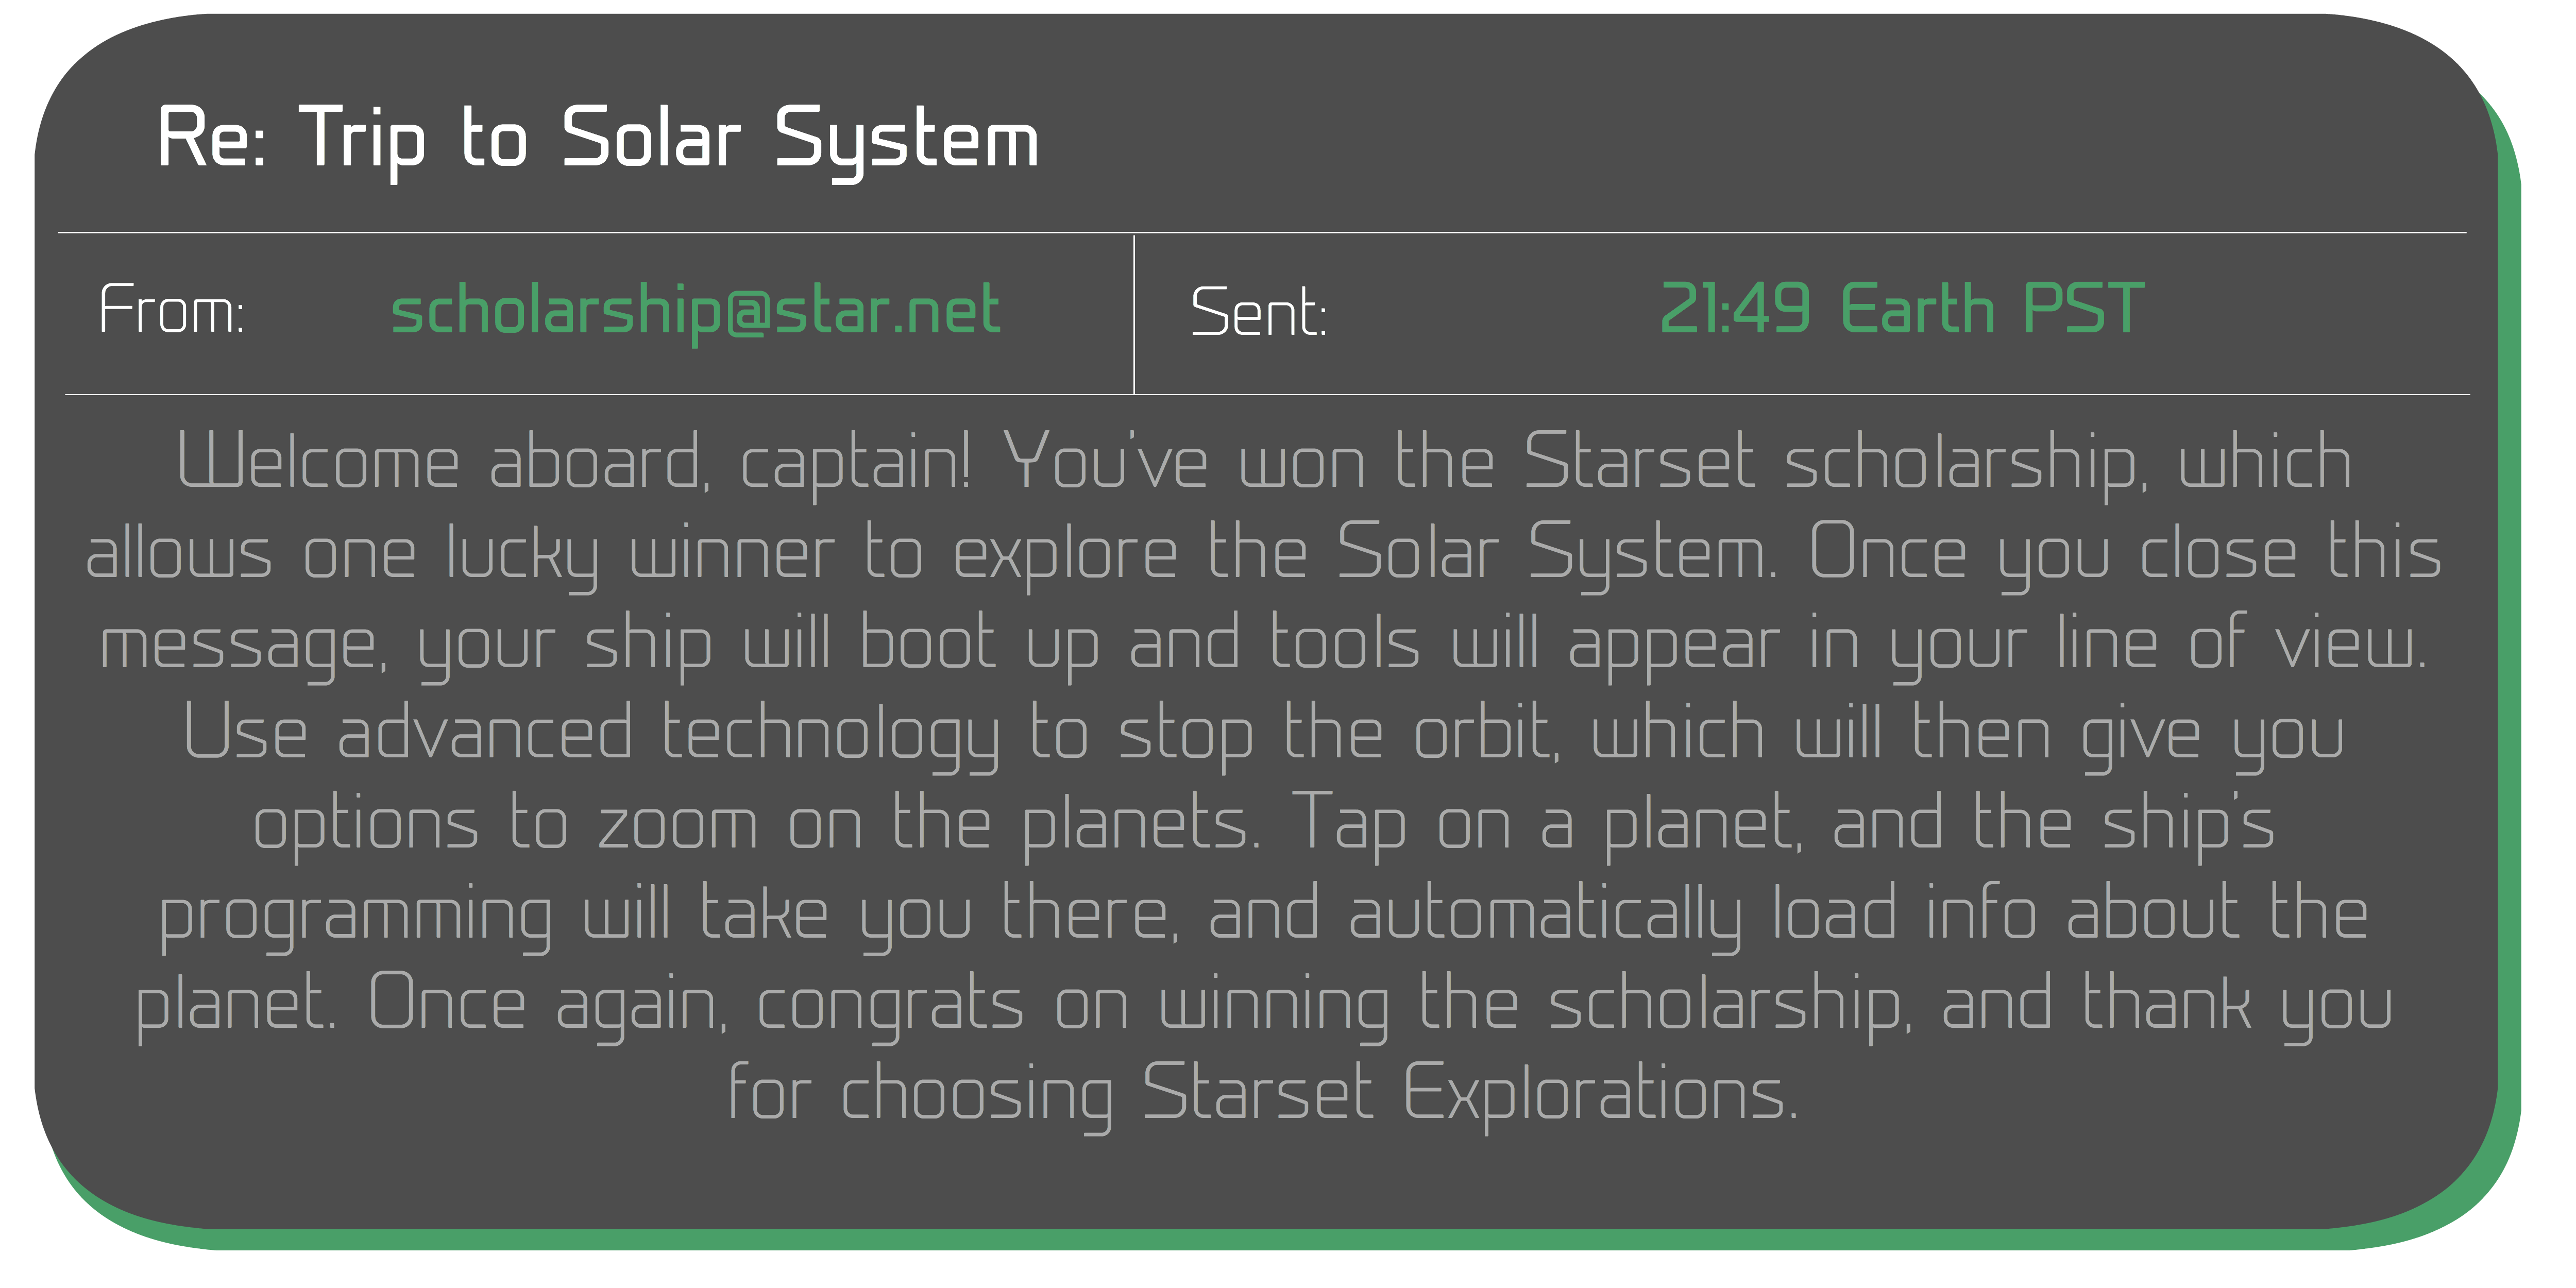 Re: Trip to Solar System
From: scholarship@star.net Sent: 21:49 Earth PST
Welcome aboard, captain! You've won the Starset scholarship, which
allows one lucky winner to explore the Solar System. Once you close this
message, your ship will boot up and tools will appear in your line of view.
Use advanced technology to stop the orbit, which will then give you
options to zoom on the planets. Tap on a planet, and the ship's
programming will take you there, and automatically load info about the
planet. Once again, congrats on winning the scholarship, and thank you
for choosing Starset Explorations.